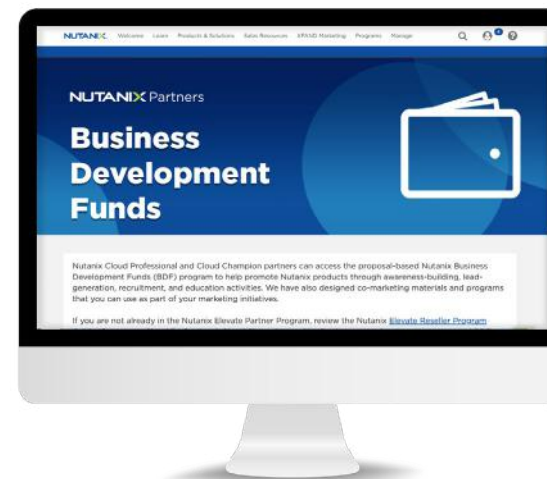 NUTANIX. Welcome Learn Products & Solutions Sales Resources XPAND Marketing Programs Manage
NUTANIX Partners
Business
Development
Funds
Nutanix Cloud Professional and Cloud Champion partners can access the proposal-based Nutanix Business
Development Funds (BDF) program to help promote Nutanix products through awareness-building, lead-
generation, recruitment, and education activities. We have also designed co-marketing materials and programs
that you can use as part of your marketing initiatives.
If you are not already in the Nutanix Elevate Partner Program, review the Nutanix Elevate Reseller Program